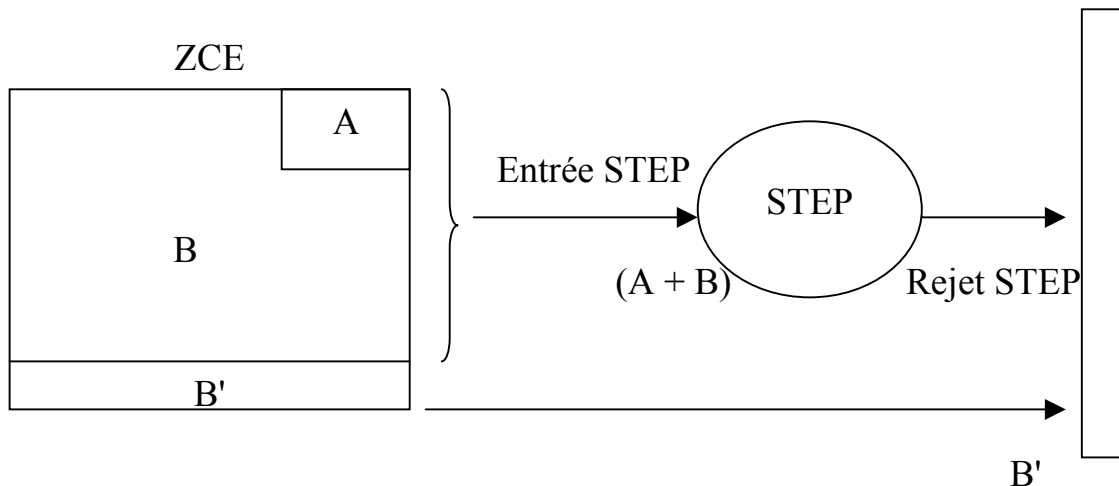 ZCE
A
Entrée STEP
STEP
B
(A + B)
Rejet STEP
B'
B'